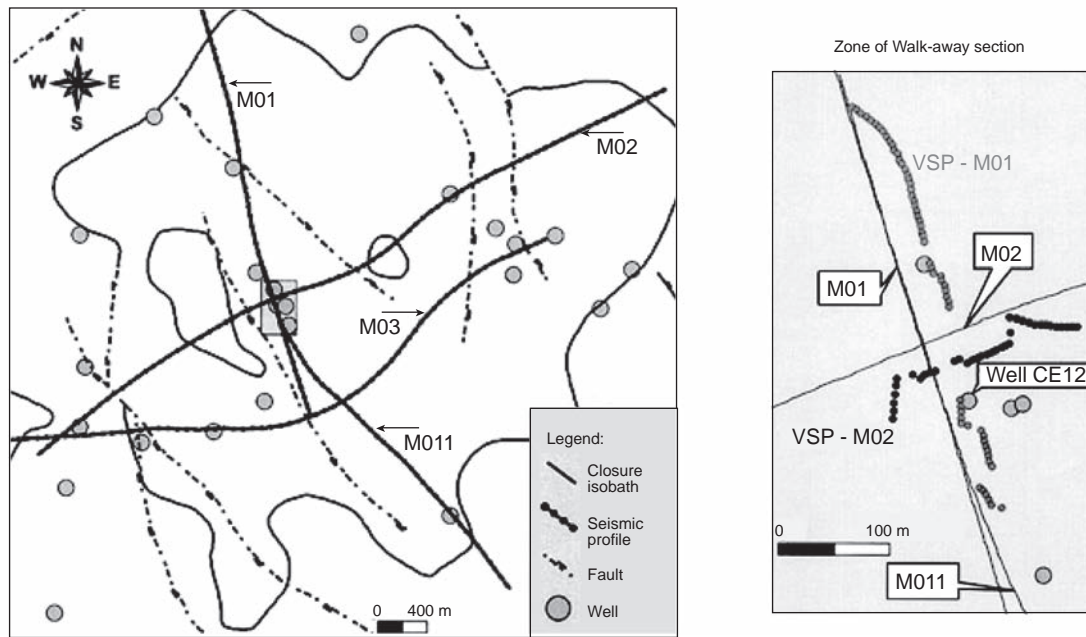 N
W E
S
M01
M02
M03
M011
Legend:
Closure
isobath
Seismic
profile
Fault
Well
0 400 m
Zone of Walk-away section
VSP - M01
M02
M01
Well CE12
VSP - M02
0 100 m
M011